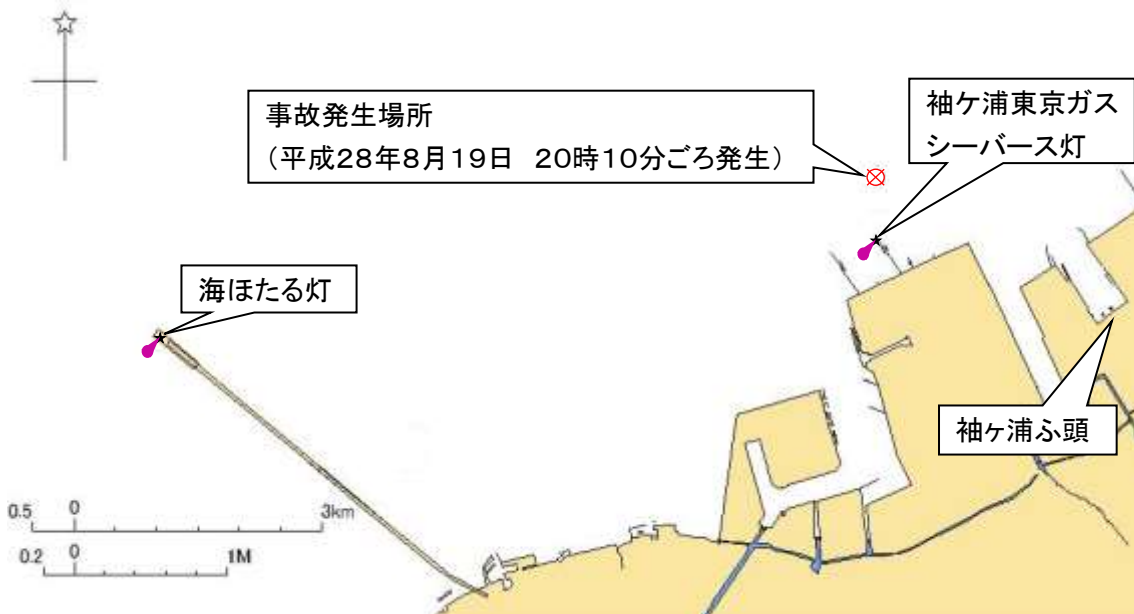 事故発生場所
（平成２８年８月１９日　２０時１０分ごろ発生）
袖ケ浦東京ガス
シーバース灯
海ほたる灯
袖ヶ浦ふ頭
0.5 0 3km
0.2 0 1M